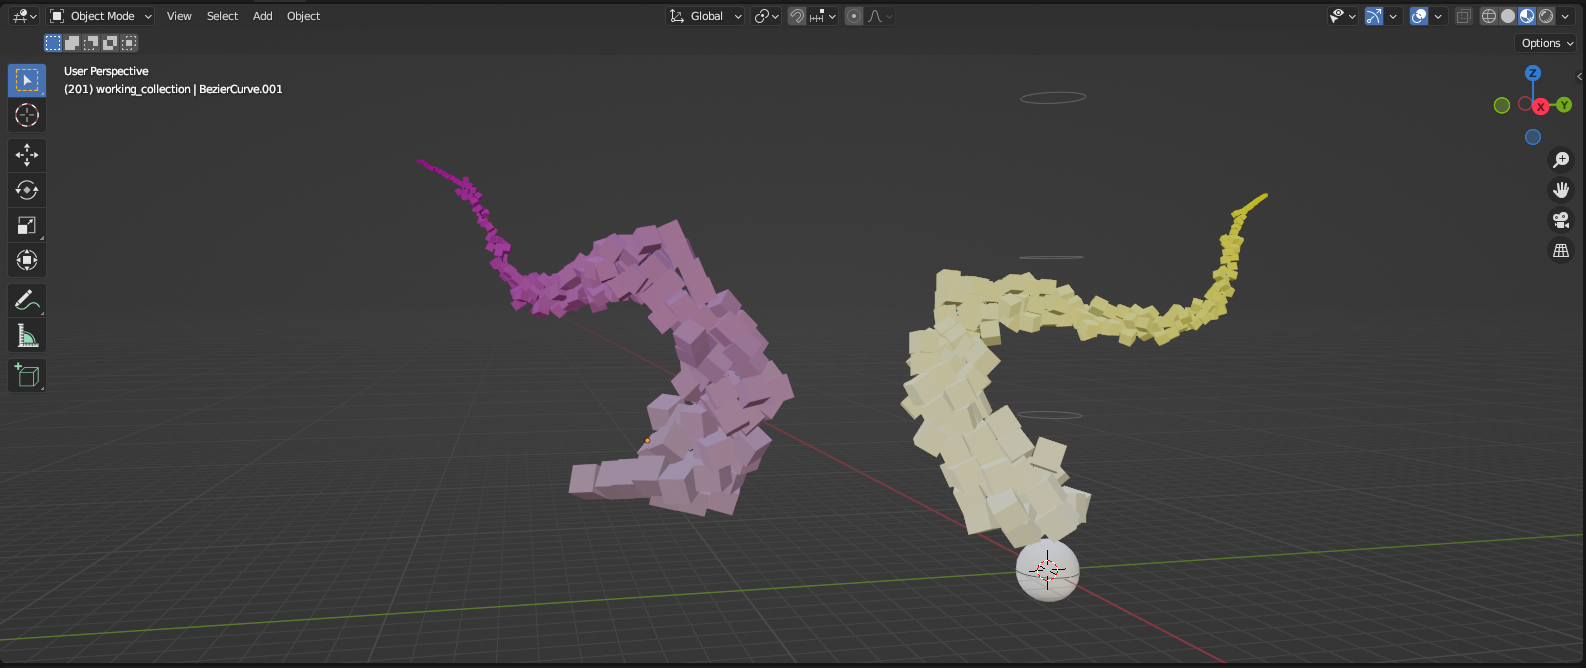 Object Mode View Select Add Object Global
Options
User Perspective
(201) working_collection | BezierCurve.001
Z
X
Y